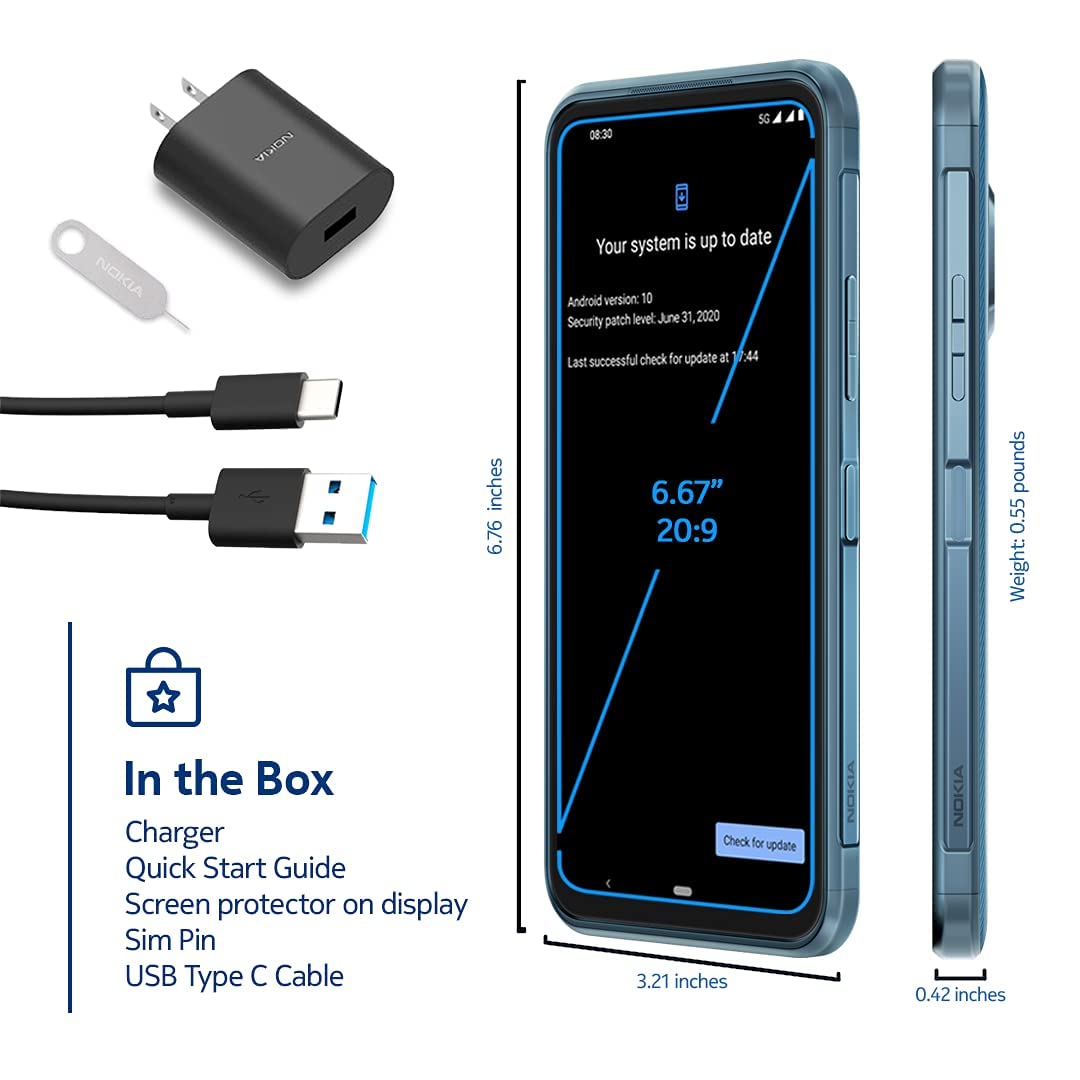 NOKIA
NOKIA
08:30
5G
Your system is up to date
Android version: 10
Security patch level: June 31, 2020
Last successful check for update at 17:44
6.67”
20:9
Check for update
NOKIA
NOKIA
6.76 inches
3.21 inches
0.42 inches
Weight: 0.55 pounds
In the Box
Charger
Quick Start Guide
Screen protector on display
Sim Pin
USB Type C Cable